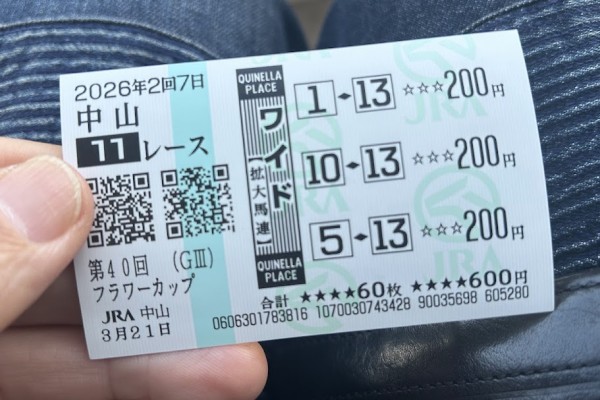 2026年2回7日
中山
11レース
第40回 (GⅢ)
フラワーカップ
JRA 中山
3月21日
QUINELLA
PLACE
ワイド
【拡大馬連】
QUINELLA
PLACE
1-13 ☆☆☆200円
10-13 ☆☆☆200円
5-13 ☆☆☆200円
合計 ★★★★60枚 ★★★★600円
0606301783816 1070030743428 90035698 605280
JRA
JRA